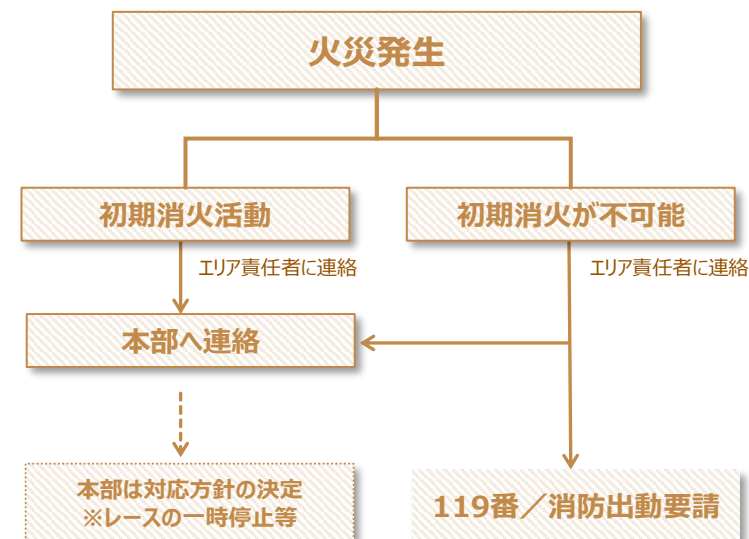 火災発生
初期消火活動
初期消火が不可能
エリア責任者に連絡
エリア責任者に連絡
本部へ連絡
本部は対応方針の決定
※レースの一時停止等
119番／消防出動要請